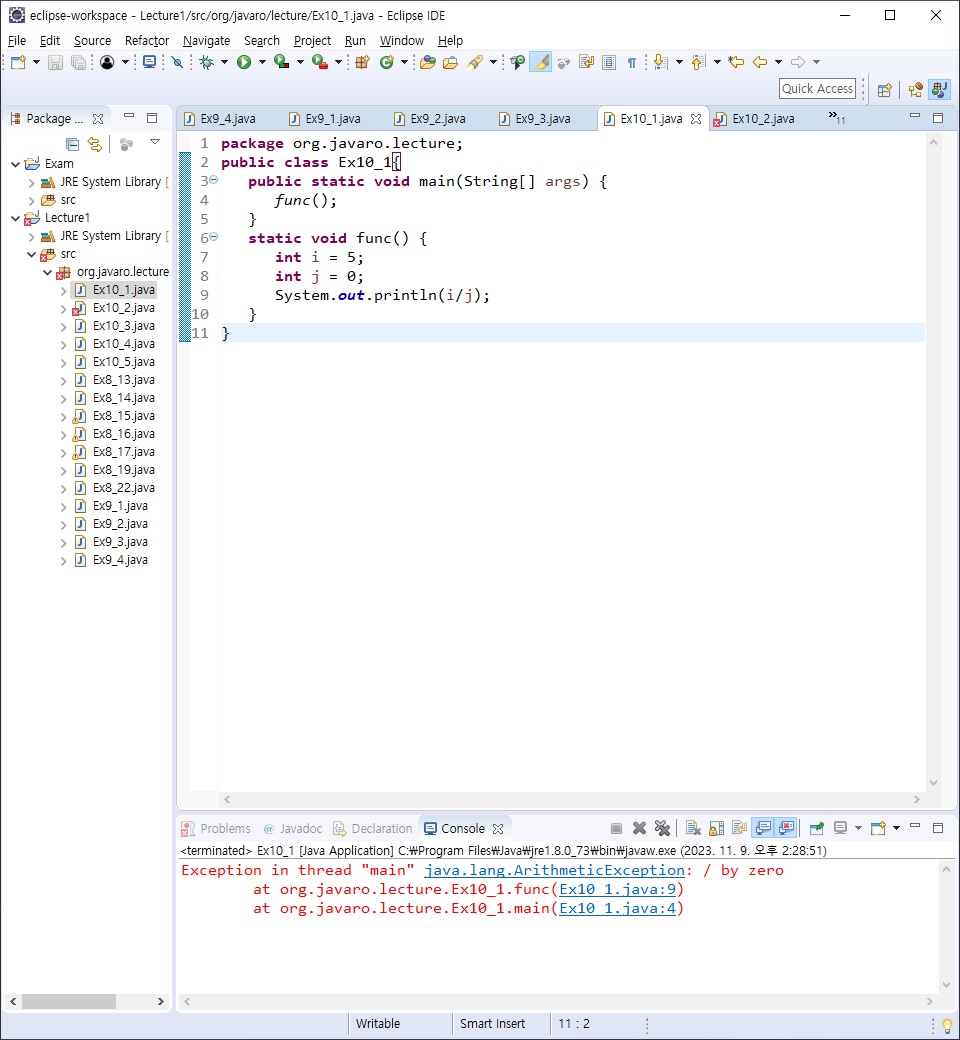 eclipse-workspace - Lecture1/src/org/javaro/lecture/Ex10_1.java - Eclipse IDE
File Edit Source Refactor Navigate Search Project Run Window Help
Quick Access
Package ...
Exam
JRE System Library [
src
Lecture1
JRE System Library [
src
org.javaro.lecture
Ex10_1.java
Ex10_2.java
Ex10_3.java
Ex10_4.java
Ex10_5.java
Ex8_13.java
Ex8_14.java
Ex8_15.java
Ex8_16.java
Ex8_17.java
Ex8_19.java
Ex8_22.java
Ex9_1.java
Ex9_2.java
Ex9_3.java
Ex9_4.java
Ex9_4.java Ex9_1.java Ex9_2.java Ex9_3.java Ex10_1.java Ex10_2.java »11
1 package org.javaro.lecture;
2 public class Ex10_1{
3 public static void main(String[] args) {
4 func();
5 }
6 static void func() {
7 int i = 5;
8 int j = 0;
9 System.out.println(i/j);
10 }
11 }
Problems @ Javadoc Declaration Console
<terminated> Ex10_1 [Java Application] C:₩Program Files₩Java₩jre1.8.0_73₩bin₩javaw.exe (2023. 11. 9. 오후 2:28:51)
Exception in thread "main" java.lang.ArithmeticException: / by zero
at org.javaro.lecture.Ex10_1.func(Ex10_1.java:9)
at org.javaro.lecture.Ex10_1.main(Ex10_1.java:4)
Writable Smart Insert 11 : 2